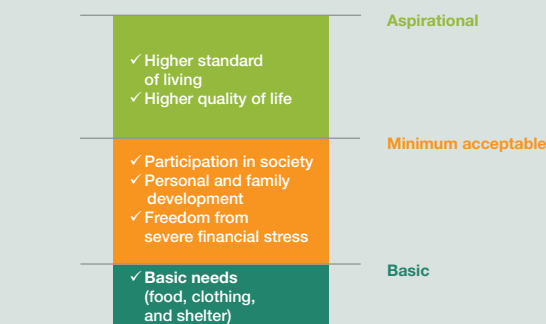 Aspirational
✓ Higher standard
of living
✓ Higher quality of life
Minimum acceptable
✓ Participation in society
✓ Personal and family
development
✓ Freedom from
severe financial stress
Basic
✓ Basic needs
(food, clothing,
and shelter)